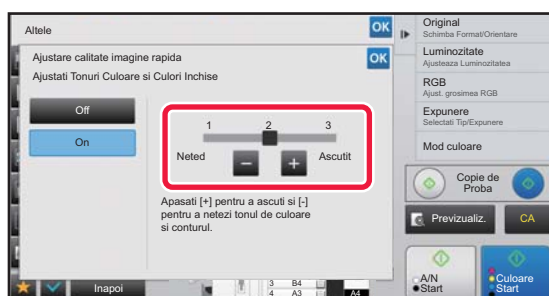 Altele
OK
Ajustare calitate imagine rapida
OK
Ajustati Tonuri Culoare si Culori Inchise
Off
On
1 2 3
Neted - + Ascutit
Apasati [+] pentru a ascuti si [-]
pentru a netezi tonul de culoare
si conturul.
Inapoi
3 B4
4 A3
A4
Original
Schimba Format/Orientare
Luminozitate
Ajusteaza Luminozitatea
RGB
Ajust. grosimea RGB
Expunere
Selectati Tip/Expunere
Mod culoare
Copie de
Proba
Previzualiz.
CA
A/N
Start
Culoare
Start